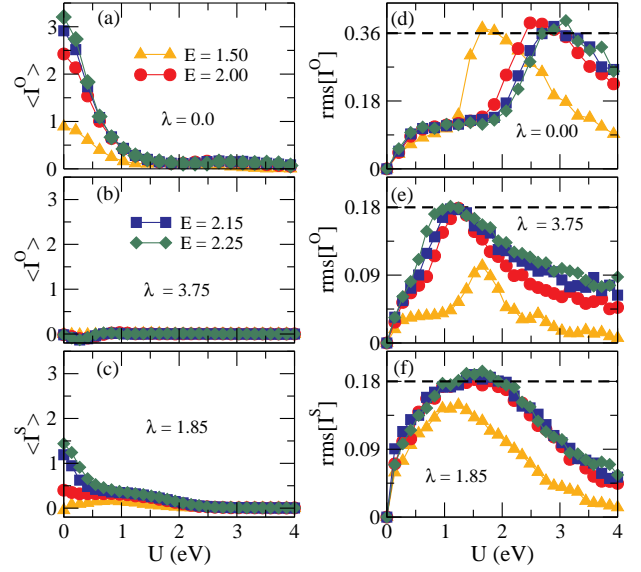 (a)
<I^O>
3
2
1
0
E = 1.50
E = 2.00
λ = 0.0
(b)
<I^O>
3
2
1
0
E = 2.15
E = 2.25
λ = 3.75
(c)
<I^S>
3
2
1
0
λ = 1.85
0 1 2 3 4
U (eV)
(d)
rms[I^O]
0.36
0.18
0
λ = 0.00
(e)
rms[I^O]
0.18
0.09
0
λ = 3.75
(f)
rms[I^S]
0.18
0.09
0
λ = 1.85
0 1 2 3 4
U (eV)